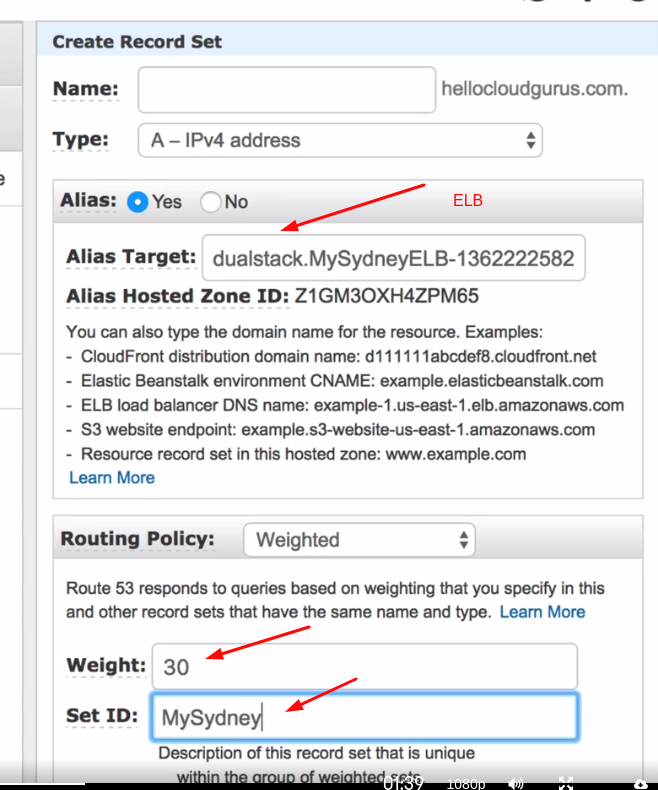 Create Record Set
Name: hellocloudgurus.com.
Type: A – IPv4 address
Alias: Yes No ELB
Alias Target: dualstack.MySydneyELB-1362222582
Alias Hosted Zone ID: Z1GM3OXH4ZPM65
You can also type the domain name for the resource. Examples:
- CloudFront distribution domain name: d111111abcdef8.cloudfront.net
- Elastic Beanstalk environment CNAME: example.elasticbeanstalk.com
- ELB load balancer DNS name: example-1.us-east-1.elb.amazonaws.com
- S3 website endpoint: example.s3-website-us-east-1.amazonaws.com
- Resource record set in this hosted zone: www.example.com
Learn More
Routing Policy: Weighted
Route 53 responds to queries based on weighting that you specify in this
and other record sets that have the same name and type. Learn More
Weight: 30
Set ID: MySydney
Description of this record set that is unique
within the group of weighted sets.
01:39 1080p